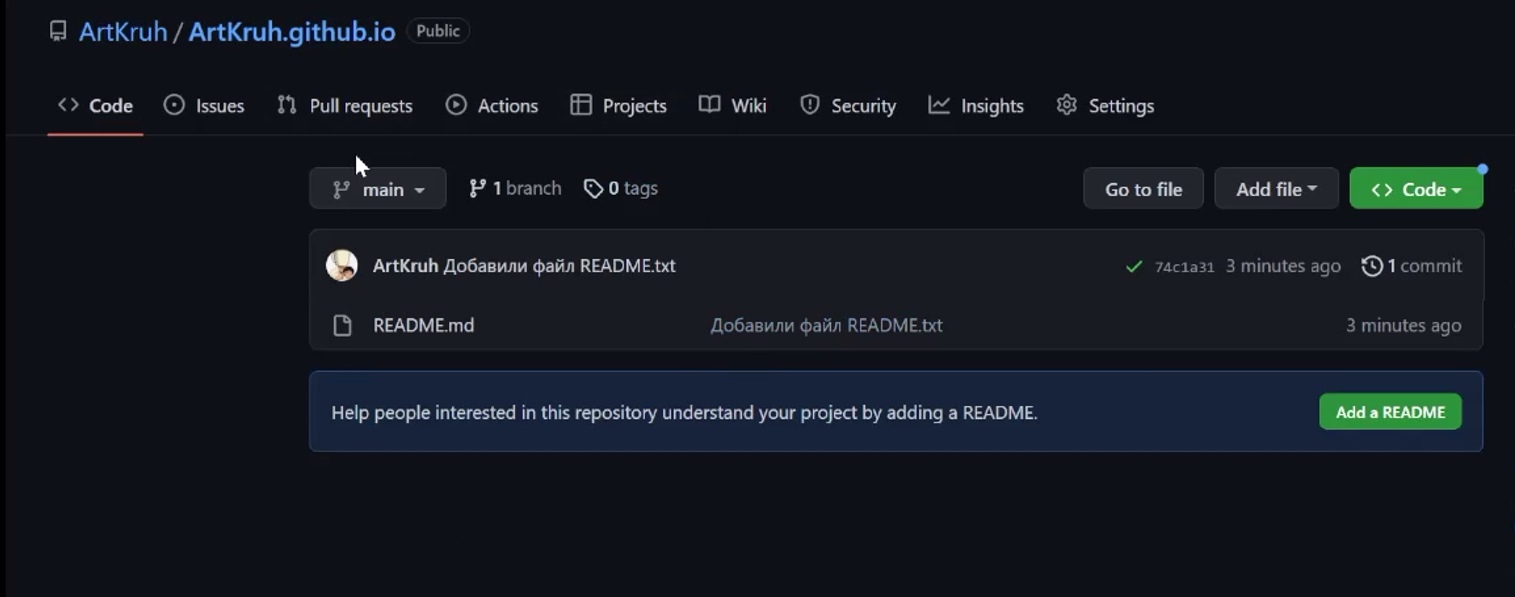 ArtKruh / ArtKruh.github.io Public
Code Issues Pull requests Actions Projects Wiki Security Insights Settings
main 1 branch 0 tags Go to file Add file Code
ArtKruh Добавили файл README.txt 74c1a31 3 minutes ago 1 commit
README.md Добавили файл README.txt 3 minutes ago
Help people interested in this repository understand your project by adding a README. Add a README